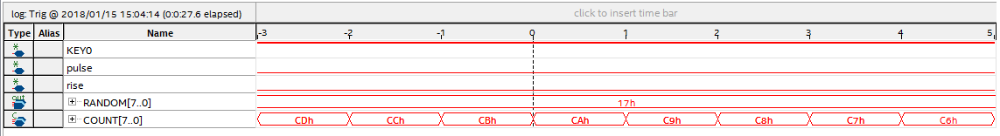 log: Trig @ 2018/01/15 15:04:14 (0:0:27.6 elapsed) click to insert time bar
Type Alias Name -3 -2 -1 0 1 2 3 4 5
KEY0
pulse
rise
out RANDOM[7..0] 17h
C COUNT[7..0] CDh CCh CBh CAh C9h C8h C7h C6h